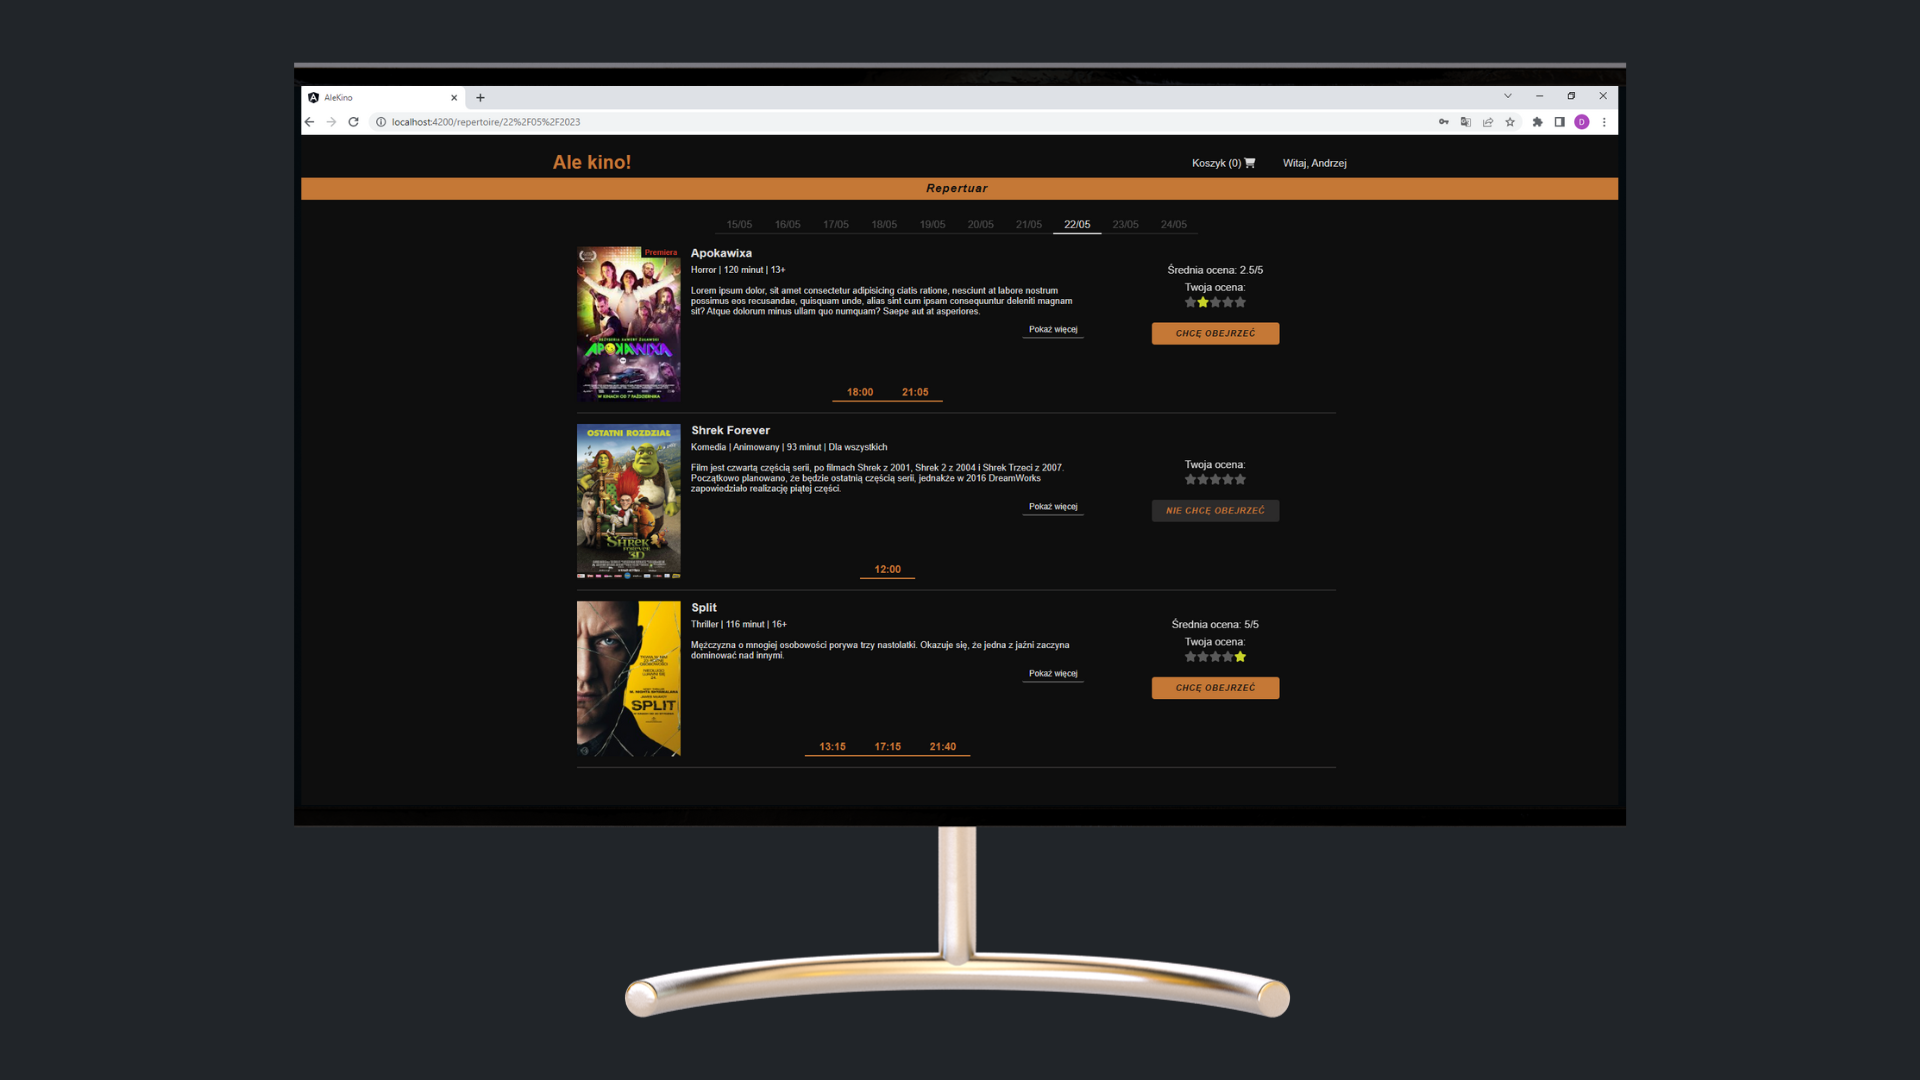 AleKino
localhost:4200/repertoire/22%2F05%2F2023
D
Ale kino!
Koszyk (0)
Witaj, Andrzej
Repertuar
15/05 16/05 17/05 18/05 19/05 20/05 21/05 22/05 23/05 24/05
Premiera
APOKAWIXA
W KINACH OD 7 PAŹDZIERNIKA
Apokawixa
Horror | 120 minut | 13+
Lorem ipsum dolor, sit amet consectetur adipisicing clatis ratione, nesciunt at labore nostrum
possimus eos recusandae, quisquam unde, alias sint cum ipsam consequuntur deleniti magnam
sit? Atque dolorum minus ullam quo numquam? Saepe aut at asperiores.
Pokaż więcej
18:00 21:05
Średnia ocena: 2.5/5
Twoja ocena:
CHCĘ OBEJRZEĆ
OSTATNI ROZDZIAŁ
SHREK
FOREVER
3D
Shrek Forever
Komedia | Animowany | 93 minut | Dla wszystkich
Film jest czwartą częścią serii, po filmach Shrek z 2001, Shrek 2 z 2004 i Shrek Trzeci z 2007.
Początkowo planowano, że będzie ostatnią częścią serii, jednakże w 2016 DreamWorks
zapowiedziało realizację piątej części.
Pokaż więcej
12:00
Twoja ocena:
NIE CHCĘ OBEJRZEĆ
SPLIT
Split
Thriller | 116 minut | 16+
Mężczyzna o mnogiej osobowości porywa trzy nastolatki. Okazuje się, że jedna z jaźni zaczyna
dominować nad innymi.
Pokaż więcej
13:15 17:15 21:40
Średnia ocena: 5/5
Twoja ocena:
CHCĘ OBEJRZEĆ